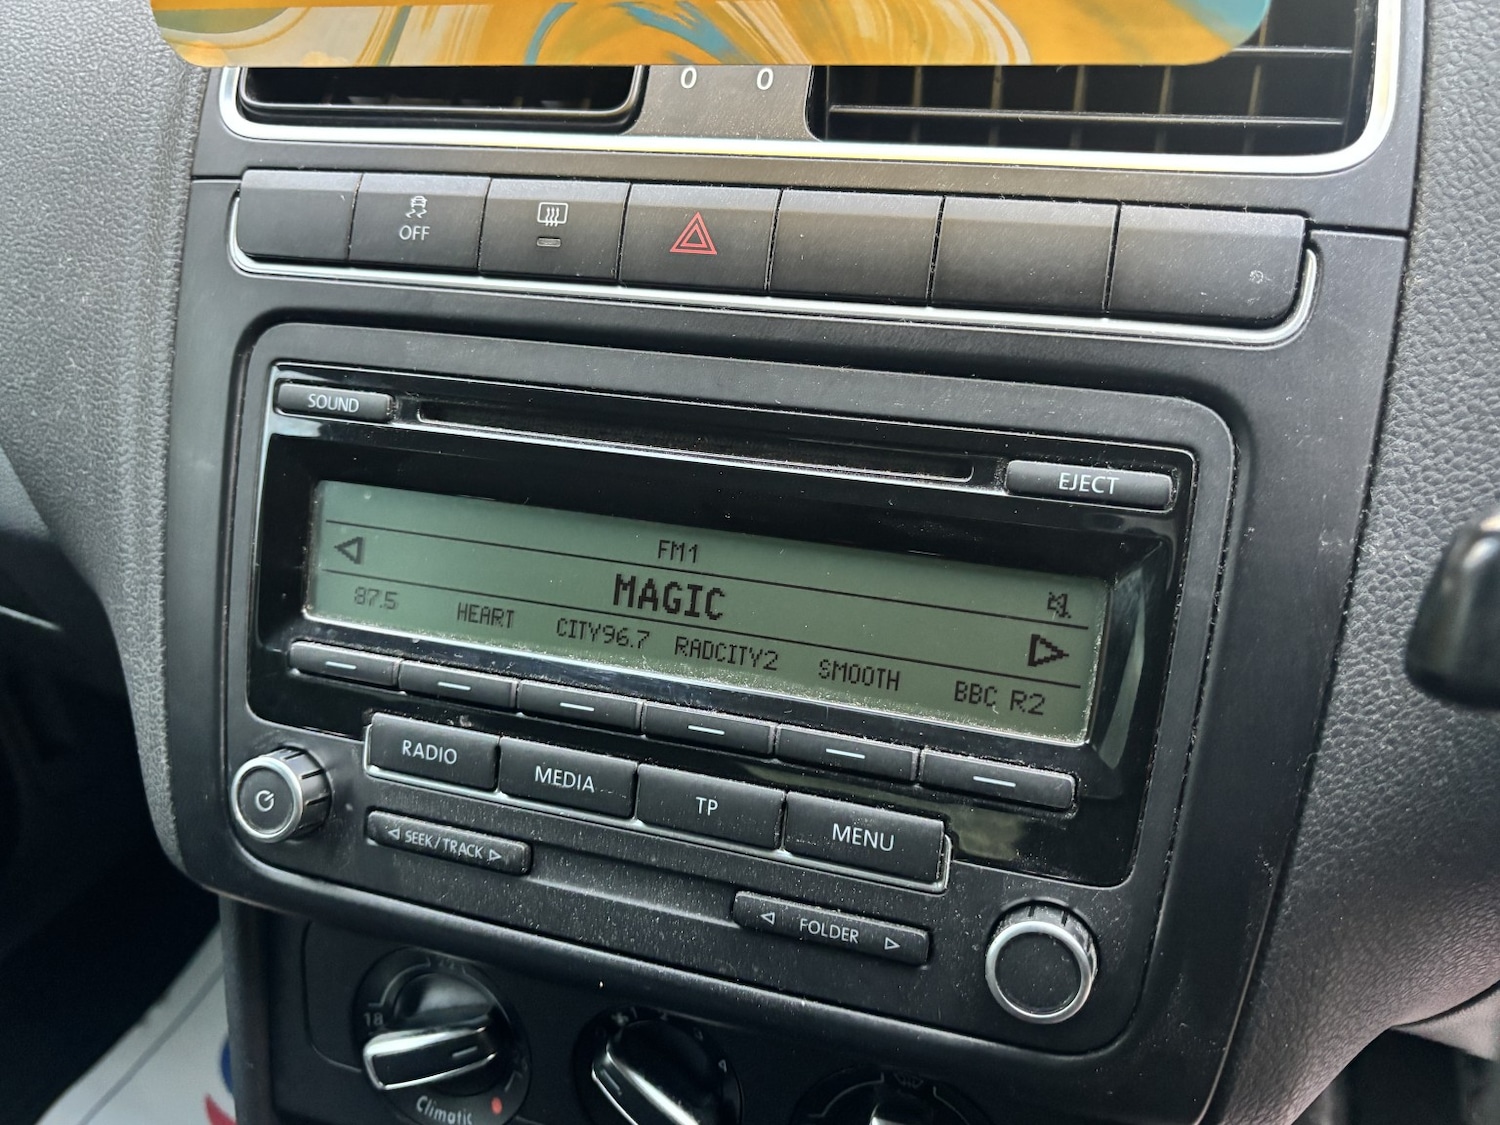 0 0
OFF
SOUND
EJECT
FM1
MAGIC
87.5 HEART CITY96.7 RADCITY2 SMOOTH BBC R2
RADIO MEDIA TP MENU
SEEK/TRACK
FOLDER
18
Climatic